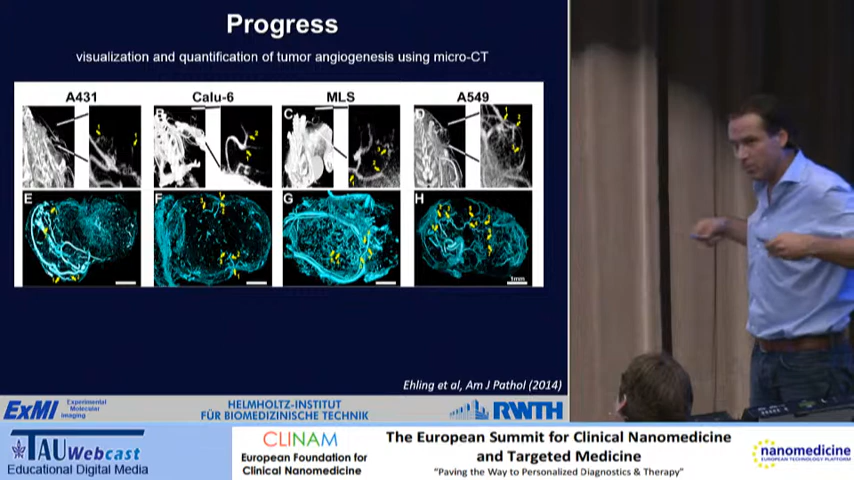 Progress
visualization and quantification of tumor angiogenesis using micro-CT
A431 Calu-6 MLS A549
B C D
E F G H
1mm
Ehling et al, Am J Pathol (2014)
ExMI Experimental Molecular Imaging
HELMHOLTZ-INSTITUT
FÜR BIOMEDIZINISCHE TECHNIK
RWTH
TAU Webcast
Educational Digital Media
CLINAM
European Foundation for
Clinical Nanomedicine
The European Summit for Clinical Nanomedicine
and Targeted Medicine
"Paving the Way to Personalized Diagnostics & Therapy"
nanomedicine
EUROPEAN TECHNOLOGY PLATFORM